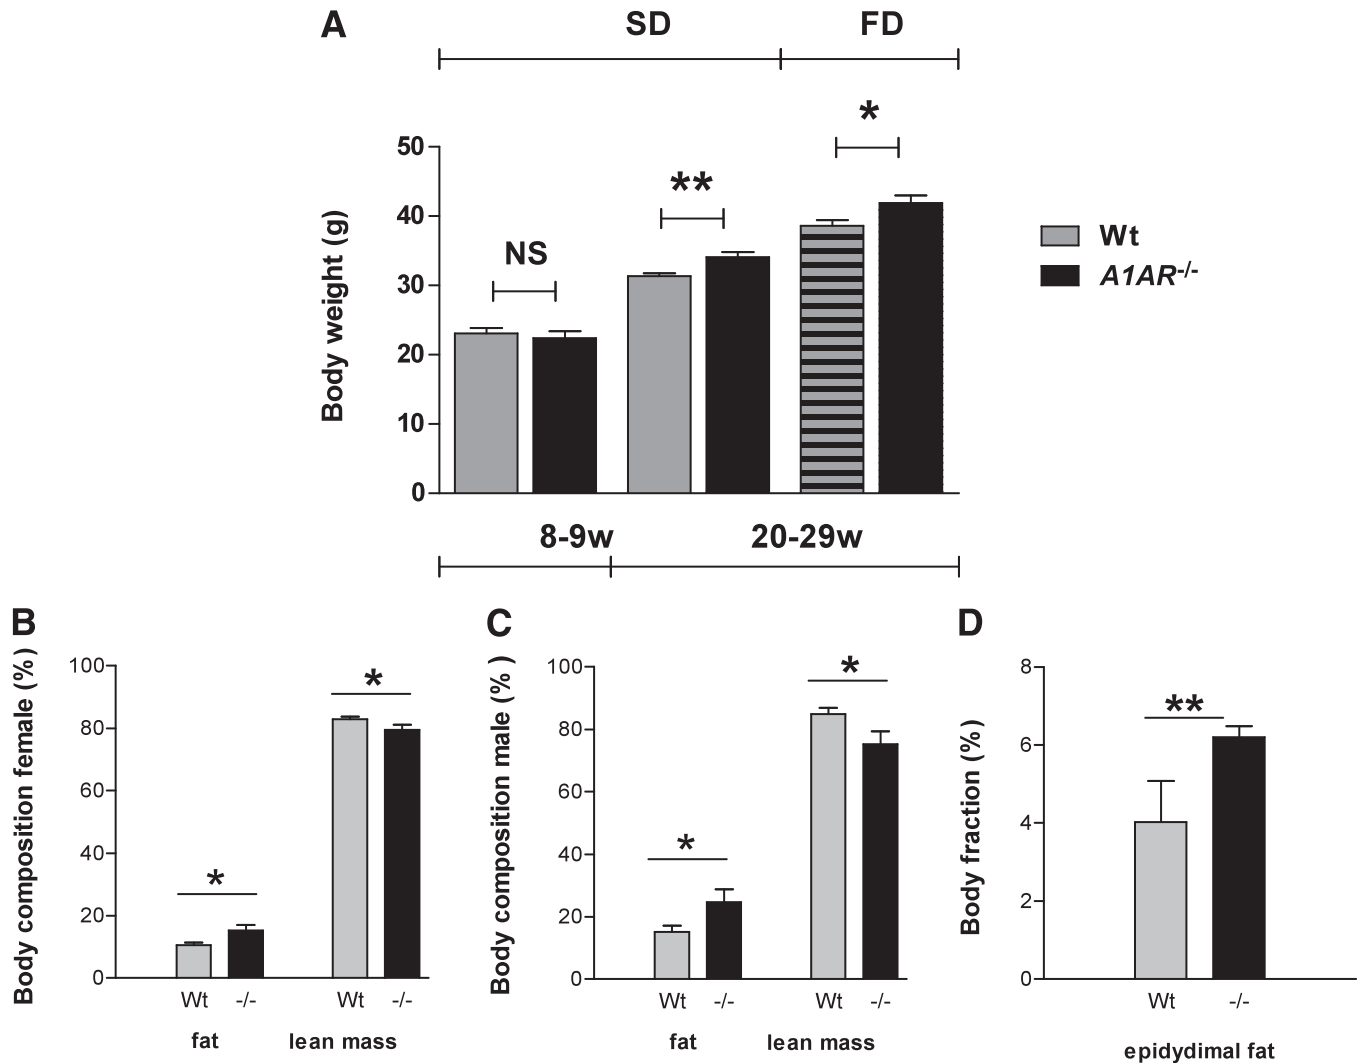 A
SD FD
*
**
NS
50
40
30
20
10
0
Body weight (g)
Wt
A1AR-/-
8-9w 20-29w
B
100
80
60
40
20
0
Body composition female (%)
*
*
Wt -/- Wt -/-
fat lean mass
C
100
80
60
40
20
0
Body composition male (%)
*
*
Wt -/- Wt -/-
fat lean mass
D
8
6
4
2
0
Body fraction (%)
**
Wt -/-
epidydimal fat